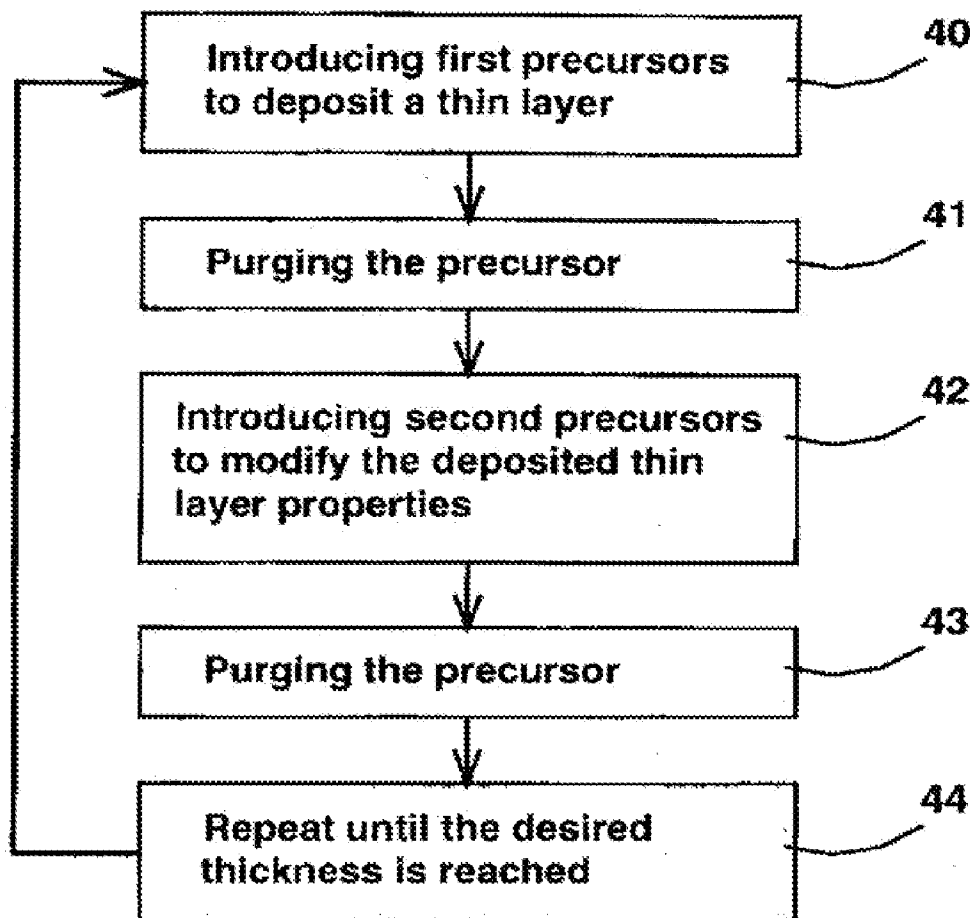 40
Introducing first precursors
to deposit a thin layer
41
Purging the precursor
42
Introducing second precursors
to modify the deposited thin
layer properties
43
Purging the precursor
44
Repeat until the desired
thickness is reached